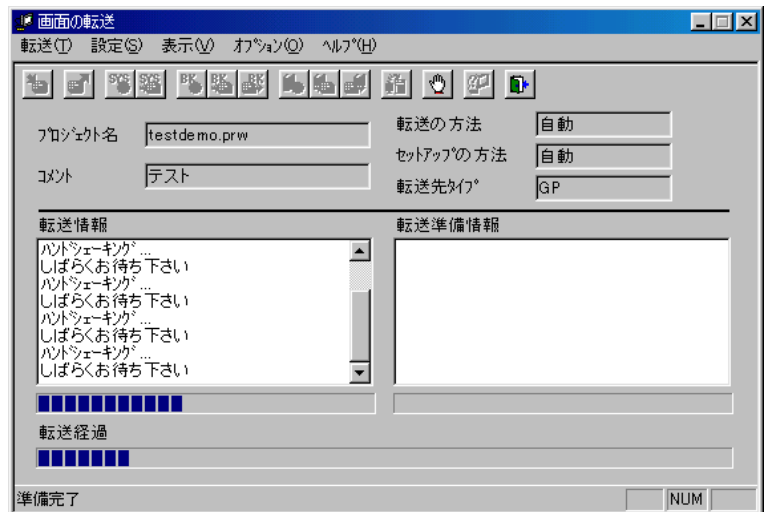 画面の転送
転送(T) 設定(S) 表示(V) ｵﾌﾟｼｮﾝ(O) ﾍﾙﾌﾟ(H)
SYS SYS BK BK BK
ﾌﾟﾛｼﾞｪｸﾄ名 testdemo.prw
ｺﾒﾝﾄ テスト
転送の方法 自動
ｾｯﾄｱｯﾌﾟの方法 自動
転送先ﾀｲﾌﾟ GP
転送情報
ﾊﾝﾄﾞｼｪｰｷﾝｸﾞ...
しばらくお待ち下さい
ﾊﾝﾄﾞｼｪｰｷﾝｸﾞ...
しばらくお待ち下さい
ﾊﾝﾄﾞｼｪｰｷﾝｸﾞ...
しばらくお待ち下さい
ﾊﾝﾄﾞｼｪｰｷﾝｸﾞ...
しばらくお待ち下さい
転送準備情報
転送経過
準備完了 NUM